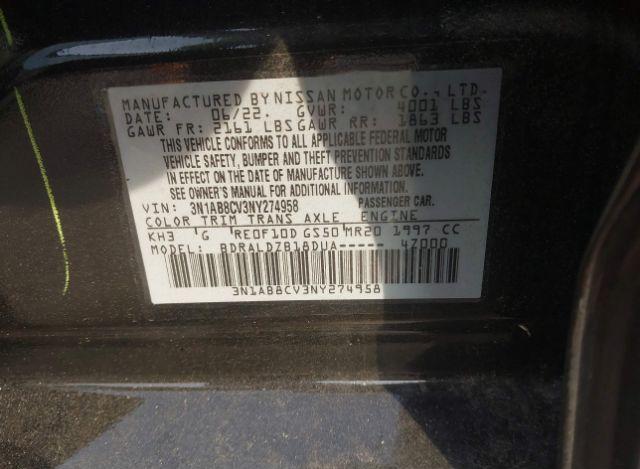 MANUFACTURED BY NISSAN MOTOR CO., LTD.
DATE: 06/22. GVWR: 4001 LBS
GAWR FR: 2161 LBS GAWR RR: 1863 LBS
THIS VEHICLE CONFORMS TO ALL APPLICABLE FEDERAL MOTOR
VEHICLE SAFETY, BUMPER AND THEFT PREVENTION STANDARDS
IN EFFECT ON THE DATE OF MANUFACTURE SHOWN ABOVE.
SEE OWNER'S MANUAL FOR ADDITIONAL INFORMATION.
VIN: 3N1AB8CV3NY274958 PASSENGER CAR.
COLOR TRIM TRANS AXLE ENGINE
KH3 G RE0F10D GS50 MR20 1997 CC
MODEL: BDRALDZB18DUA----- 4Z000
3N1AB8CV3NY274958